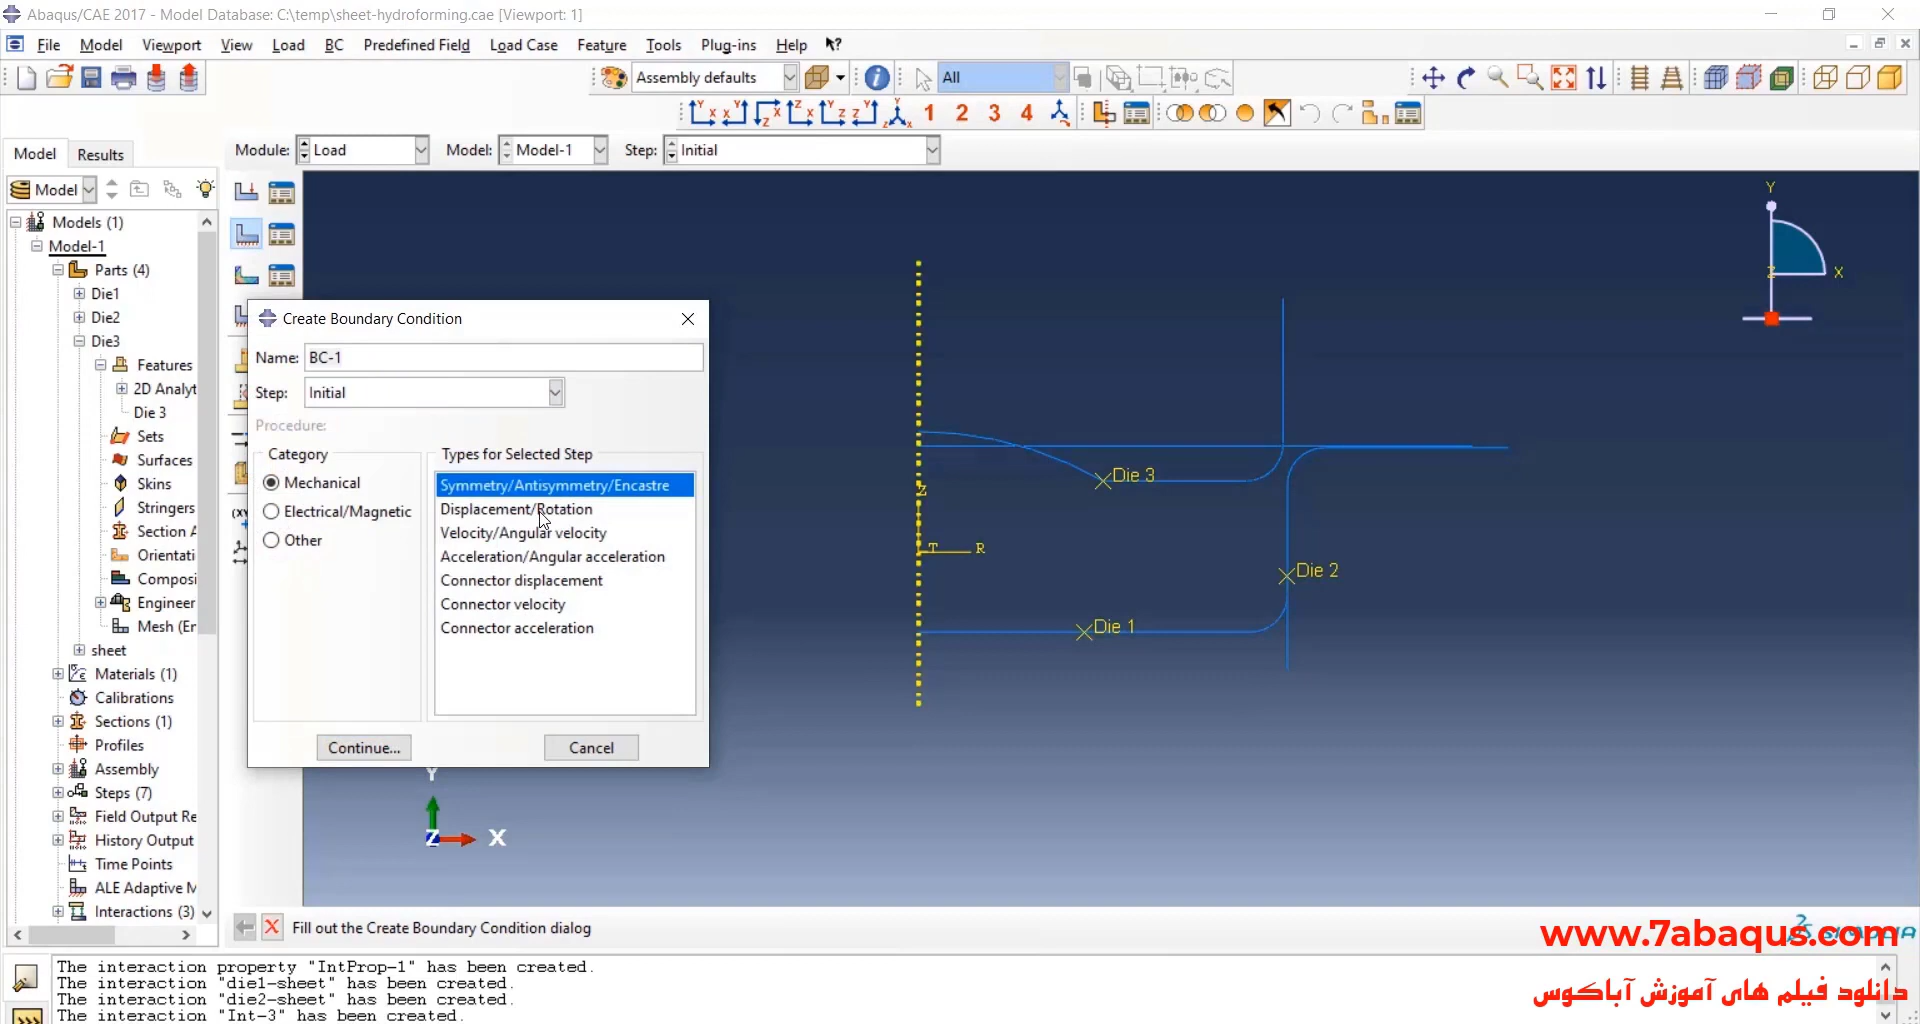 Abaqus/CAE 2017 - Model Database: C:\temp\sheet-hydroforming.cae [Viewport: 1]
File Model Viewport View Load BC Predefined Field Load Case Feature Tools Plug-ins Help
Assembly defaults All
1 2 3 4
Model Results Module: Load Model: Model-1 Step: Initial
Model
Models (1)
Model-1
Parts (4)
Die1
Die2
Die3
Features
2D Analyt
Die 3
Sets
Surfaces
Skins
Stringers
Section A
Orientati
Composi
Engineer
Mesh (Er
sheet
Materials (1)
Calibrations
Sections (1)
Profiles
Assembly
Steps (7)
Field Output Re
History Output
Time Points
ALE Adaptive M
Interactions (3)
Create Boundary Condition
Name: BC-1
Step: Initial
Procedure:
Category
Mechanical
Electrical/Magnetic
Other
Types for Selected Step
Symmetry/Antisymmetry/Encastre
Displacement/Rotation
Velocity/Angular velocity
Acceleration/Angular acceleration
Connector displacement
Connector velocity
Connector acceleration
Continue... Cancel
Y
Z X
Die 3
Z
T R
Die 2
Die 1
Y
Z X
Fill out the Create Boundary Condition dialog
www.7abaqus.com
دانلود فیلم های آموزش آباکوس
The interaction property "IntProp-1" has been created.
The interaction "die1-sheet" has been created.
The interaction "die2-sheet" has been created.
The interaction "Int-3" has been created.